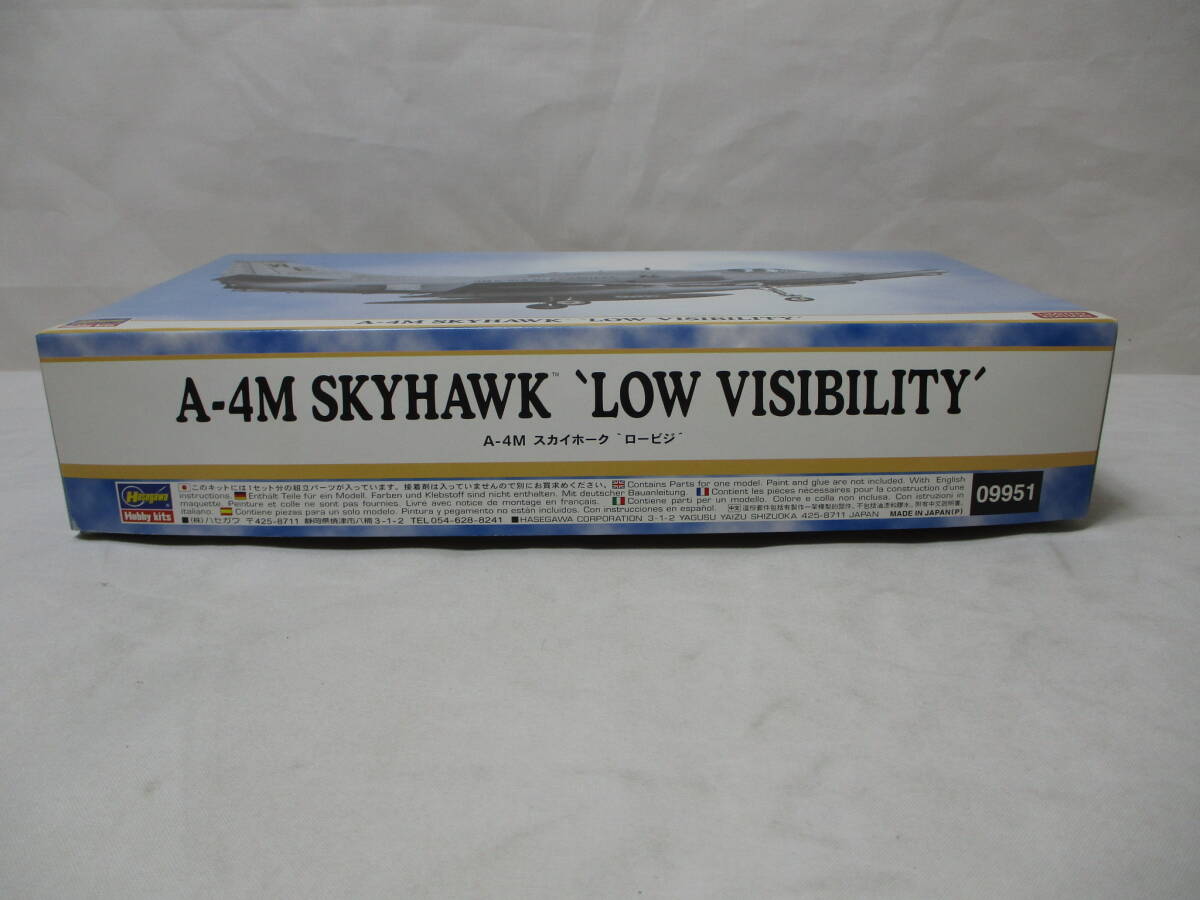 A-4M SKYHAWK `LOW VISIBILITY´
A-4M SKYHAWK™ `LOW VISIBILITY´
A-4M スカイホーク `ロービジ´
Hasegawa
Hobby kits
このキットには1セット分の組立パーツが入っています。接着剤は入っていませんので別にお買求めください。 Contains Parts for one model. Paint and glue are not included. With English
instructions. Enthält Teile für ein Modell. Farben und Klebstoff sind nicht enthalten. Mit deutscher Bauanleitung. Contient les pieces necessaires pour la construction d'une
maquette. Peinture et colle ne sont pas fournies. Livre avec notice de montage en français. Contiene parti per un modello. Colore e colla non inclusa. Con istruzioni in
italiano. Contiene piezas para un solo modelo. Pintura y pegamento no están incluidos. Con instrucciones en español. 中文
■(株)ハセガワ 〒425-8711 静岡県焼津市八楠3-1-2 TEL054-628-8241 ■HASEGAWA CORPORATION 3-1-2 YAGUSU YAIZU SHIZUOKA 425-8711 JAPAN MADE IN JAPAN(P)
09951